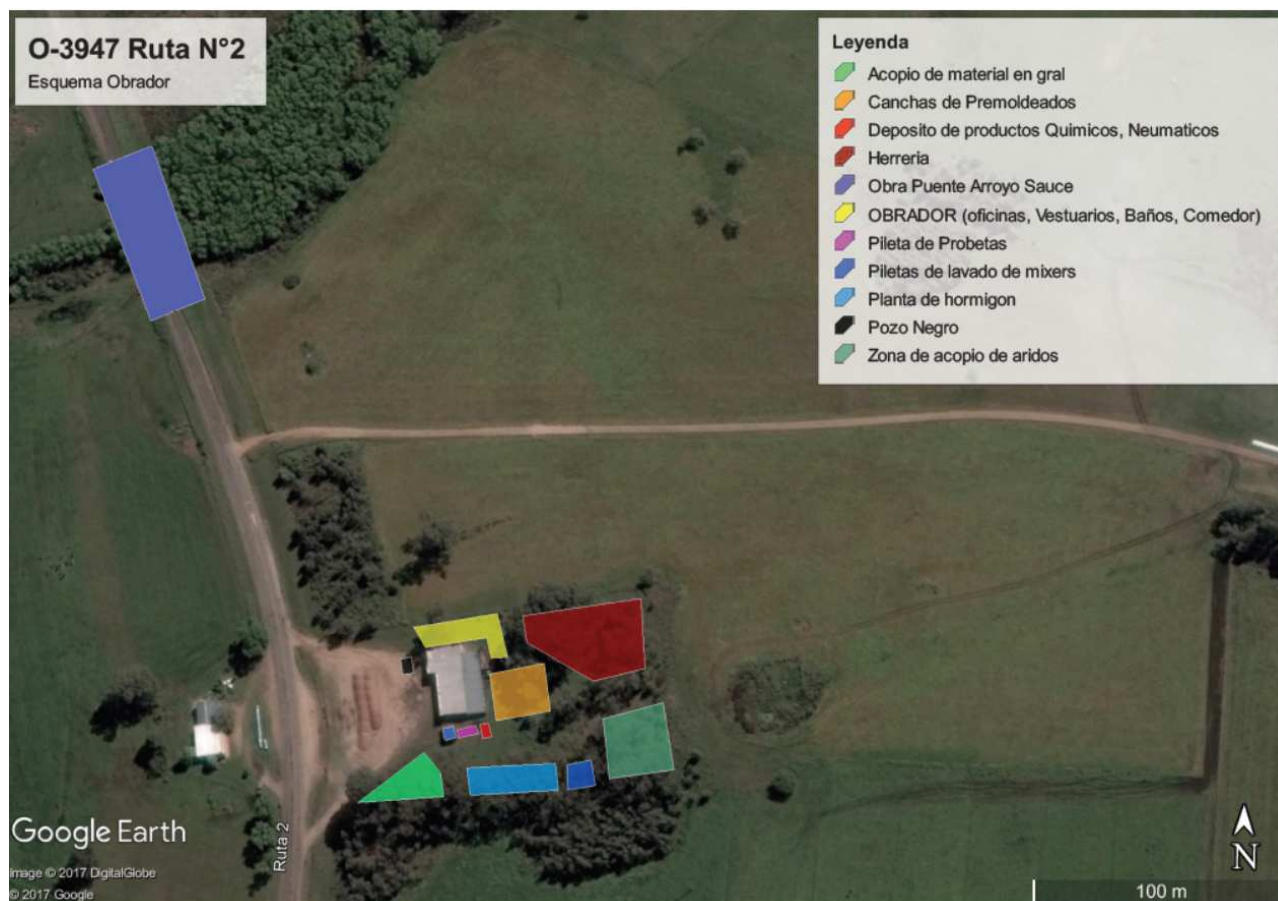 O-3947 Ruta N°2
Esquema Obrador
Leyenda
Acopio de material en gral
Canchas de Premoldeados
Deposito de productos Quimicos, Neumaticos
Herreria
Obra Puente Arroyo Sauce
OBRADOR (oficinas, Vestuarios, Baños, Comedor)
Pileta de Probetas
Piletas de lavado de mixers
Planta de hormigon
Pozo Negro
Zona de acopio de aridos
Ruta 2
Google Earth
Image © 2017 DigitalGlobe
© 2017 Google
N
100 m